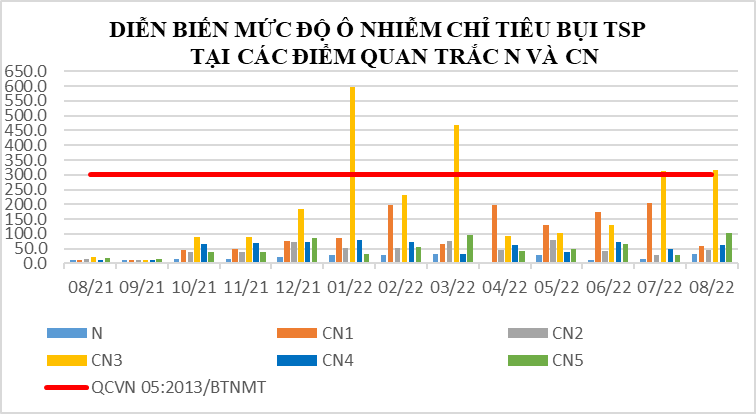 DIỄN BIẾN MỨC ĐỘ Ô NHIỄM CHỈ TIÊU BỤI TSP
TẠI CÁC ĐIỂM QUAN TRẮC N VÀ CN
650.0
600.0
550.0
500.0
450.0
400.0
350.0
300.0
250.0
200.0
150.0
100.0
50.0
0.0
08/21 09/21 10/21 11/21 12/21 01/22 02/22 03/22 04/22 05/22 06/22 07/22 08/22
N CN1 CN2
CN3 CN4 CN5
QCVN 05:2013/BTNMT